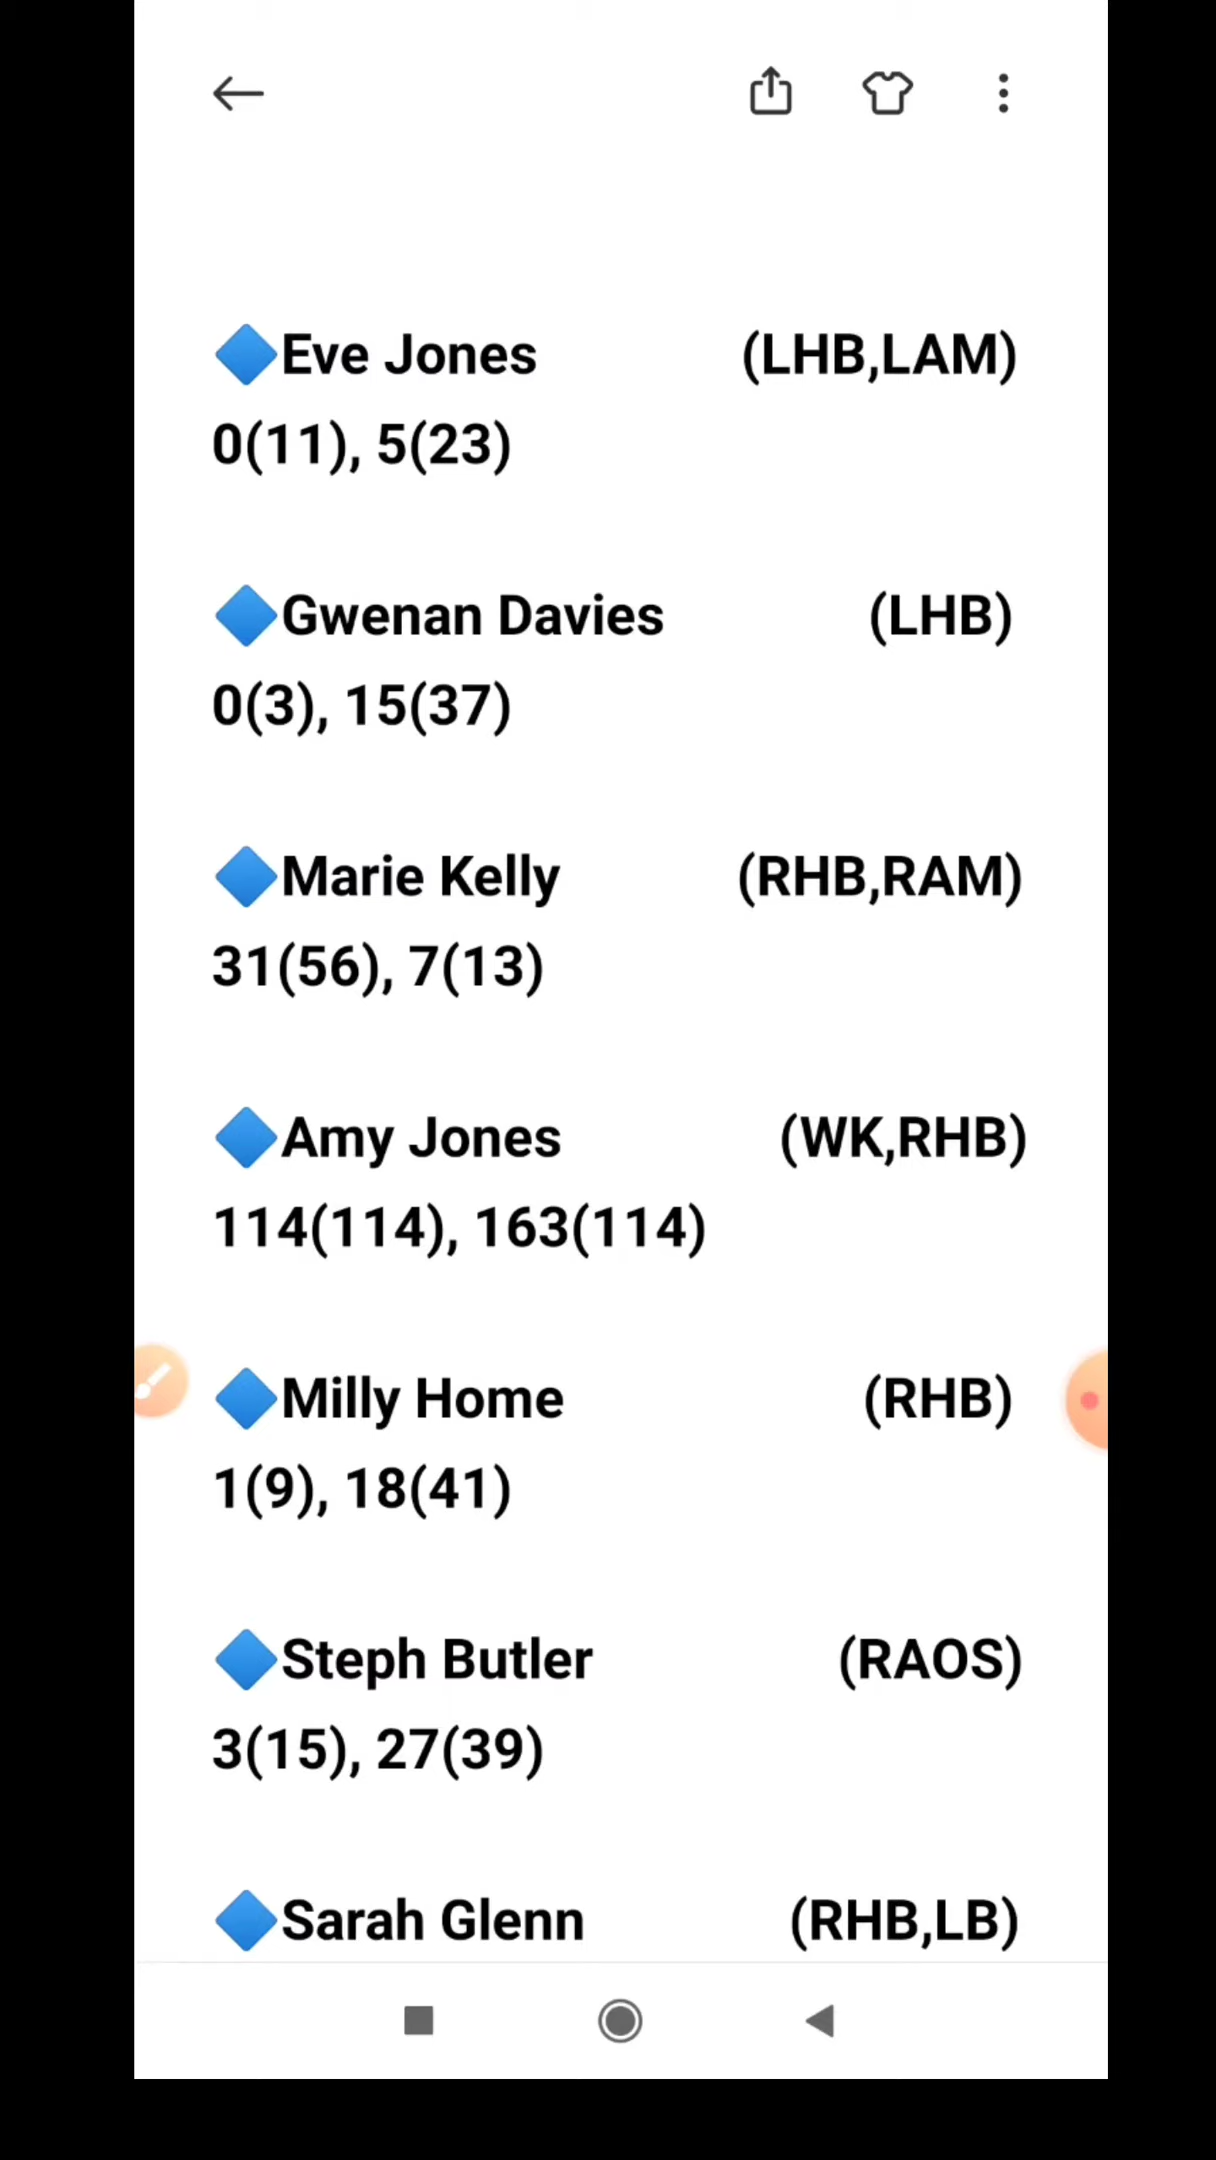 🔷Eve Jones (LHB,LAM)
0(11), 5(23)
🔷Gwenan Davies (LHB)
0(3), 15(37)
🔷Marie Kelly (RHB,RAM)
31(56), 7(13)
🔷Amy Jones (WK,RHB)
114(114), 163(114)
🔷Milly Home (RHB)
1(9), 18(41)
🔷Steph Butler (RAOS)
3(15), 27(39)
🔷Sarah Glenn (RHB,LB)